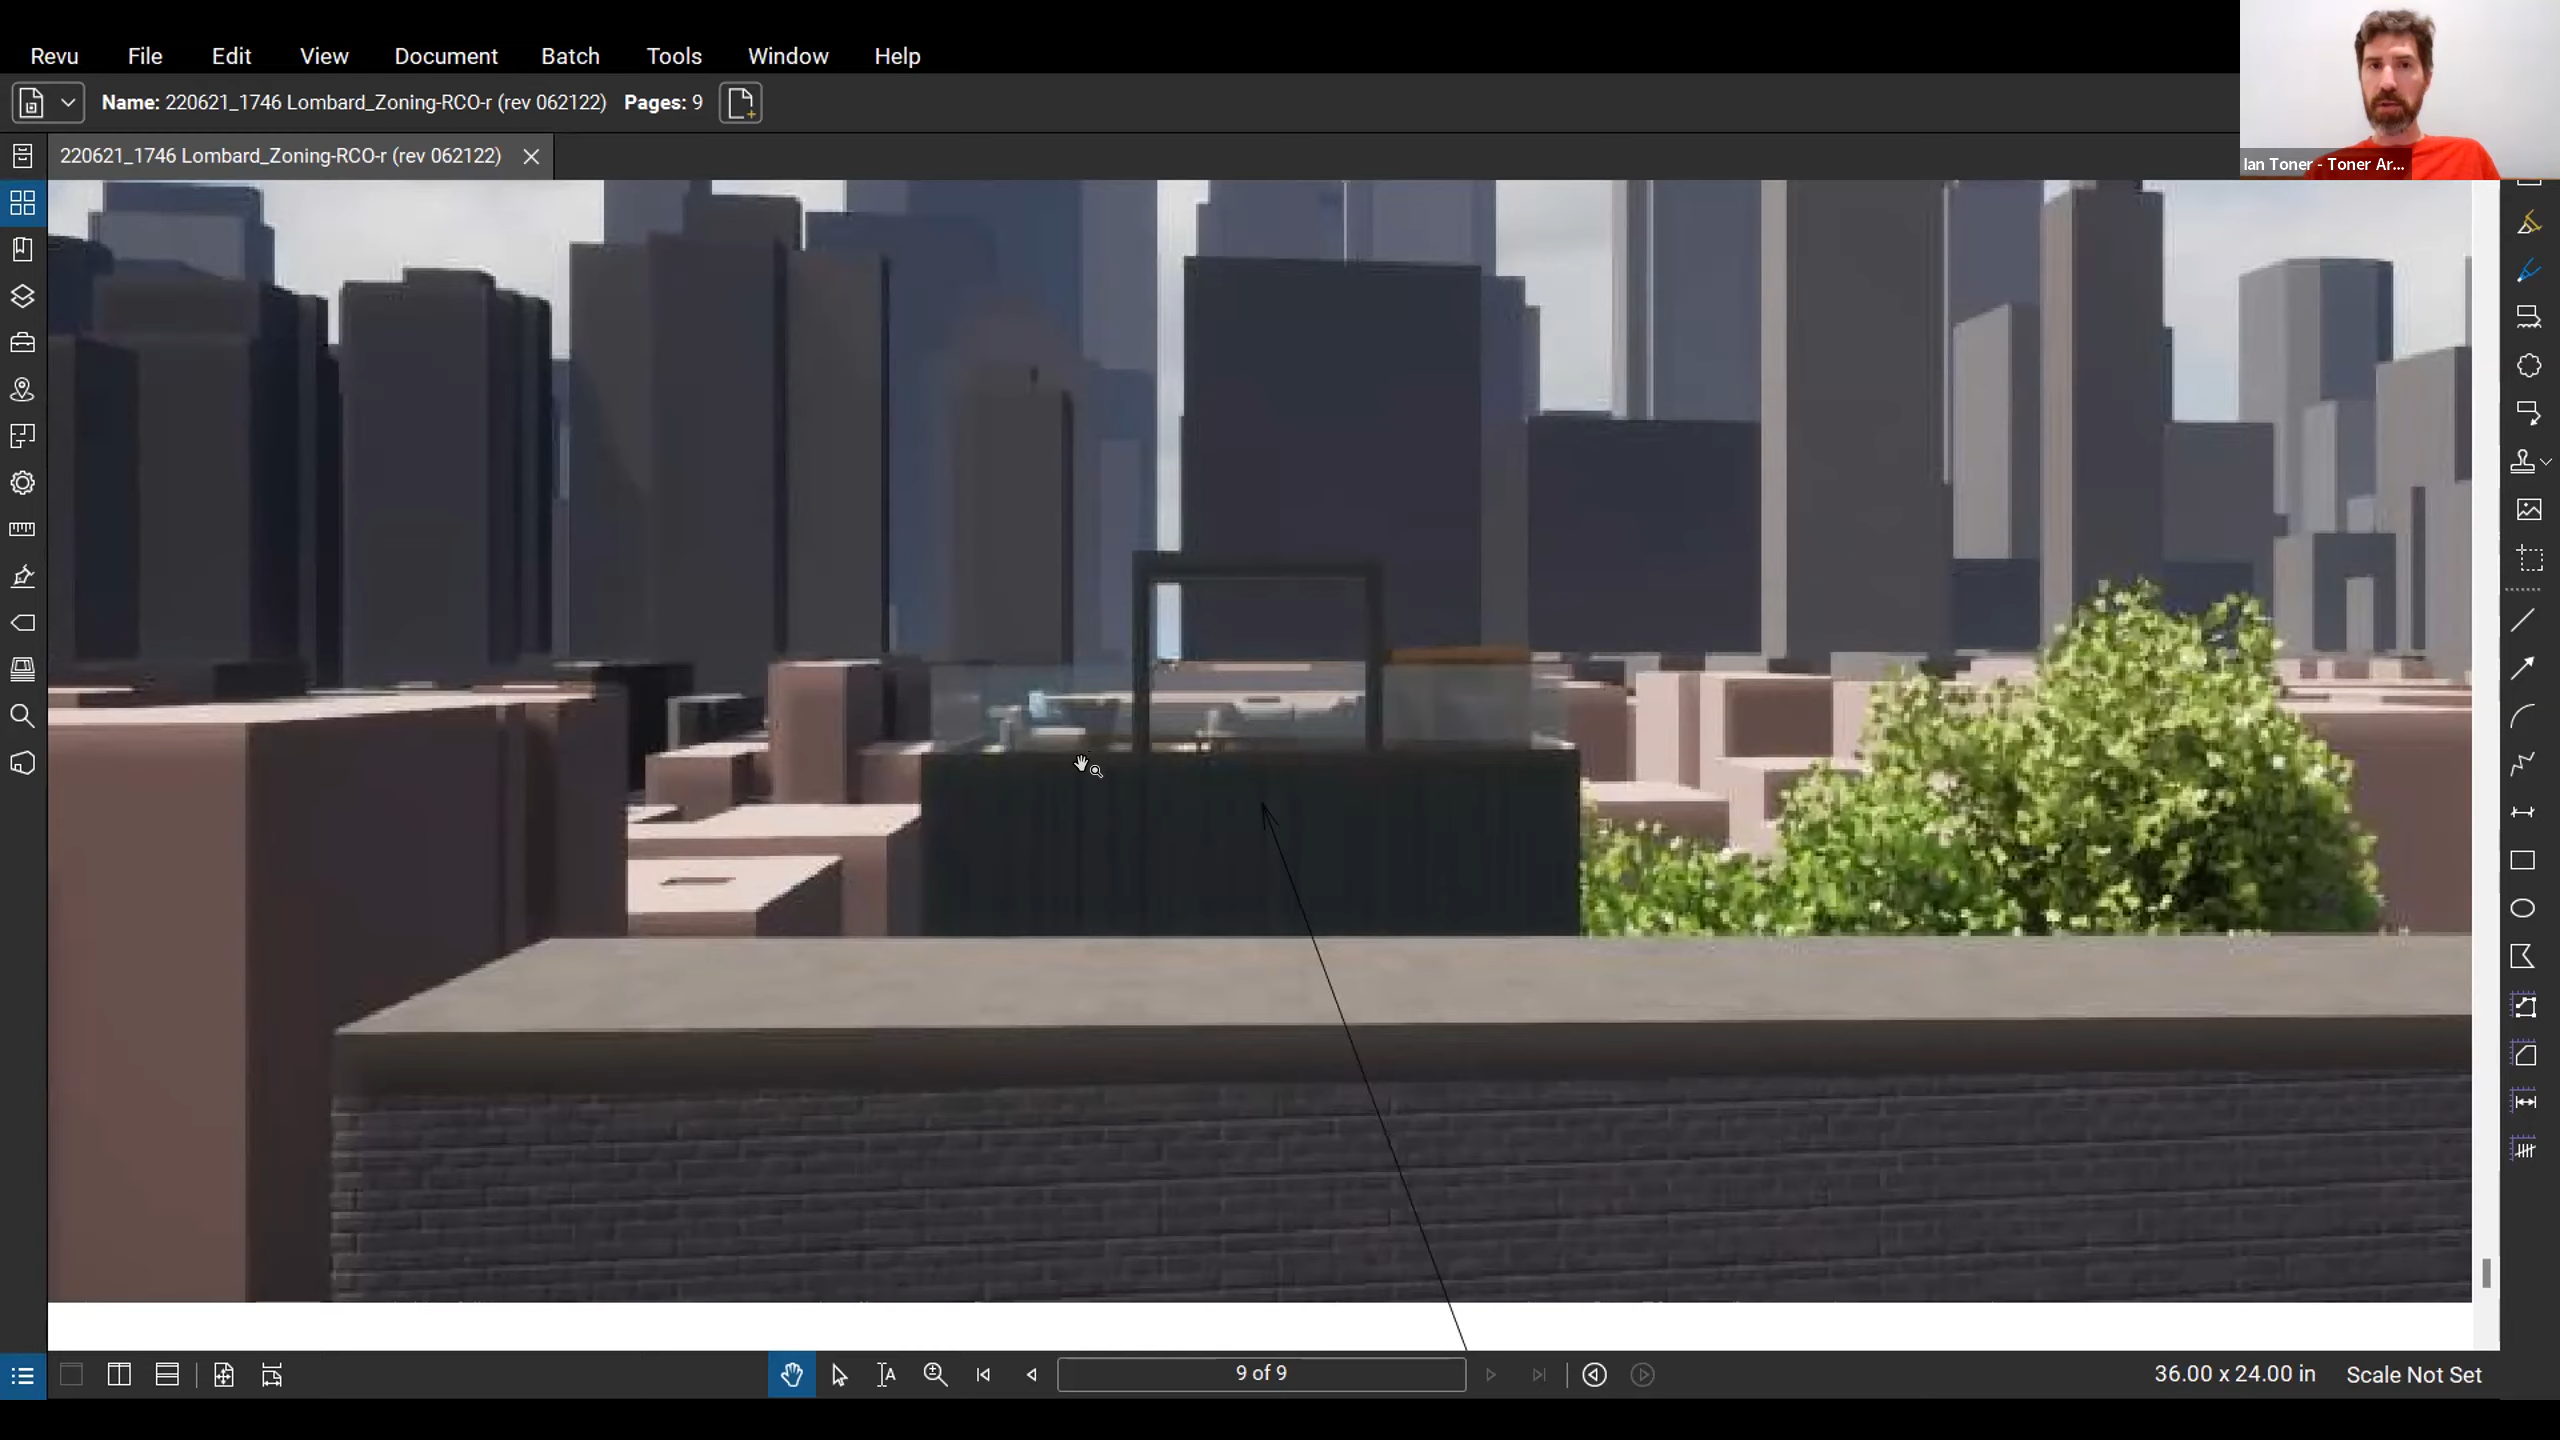 Revu File Edit View Document Batch Tools Window Help
Name: 220621_1746 Lombard_Zoning-RCO-r (rev 062122) Pages: 9
220621_1746 Lombard_Zoning-RCO-r (rev 062122)
Ian Toner - Toner Ar...
9 of 9
36.00 x 24.00 in Scale Not Set